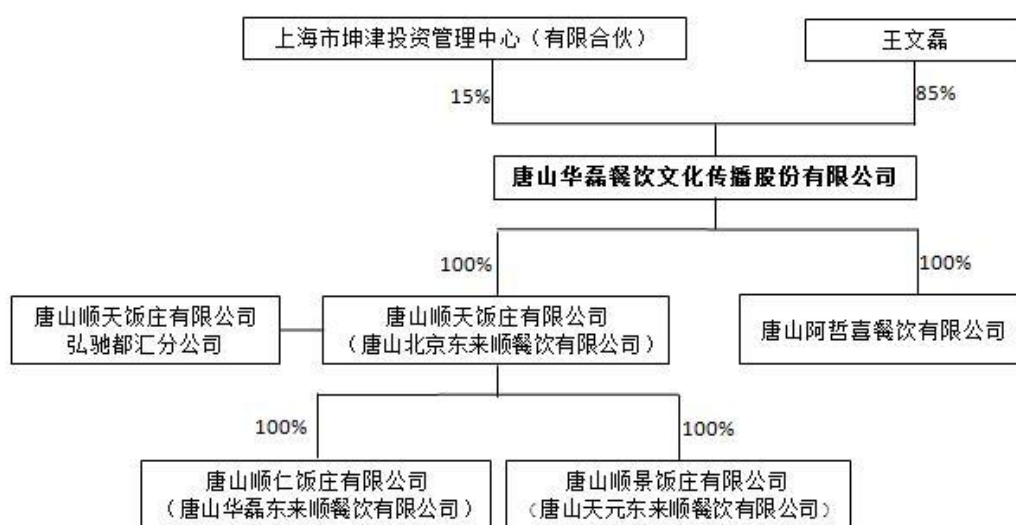 上海市坤津投资管理中心（有限合伙）
王文磊
15%
85%
唐山华磊餐饮文化传播股份有限公司
100%
100%
唐山顺天饭庄有限公司
弘驰都汇分公司
唐山顺天饭庄有限公司
（唐山北京东来顺餐饮有限公司）
唐山阿哲喜餐饮有限公司
100%
100%
唐山顺仁饭庄有限公司
（唐山华磊东来顺餐饮有限公司）
唐山顺景饭庄有限公司
（唐山天元东来顺餐饮有限公司）